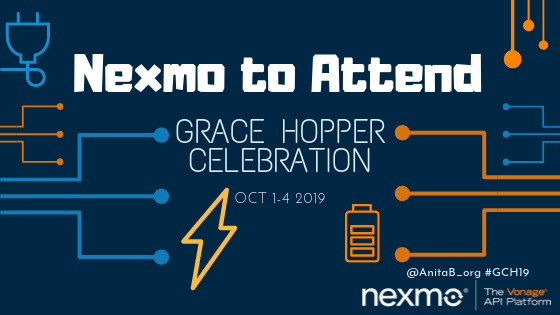 Nexmo to Attend
GRACE HOPPER
CELEBRATION
OCT 1-4 2019
@AnitaB_org #GCH19
nexmo
The Vonage®
API Platform